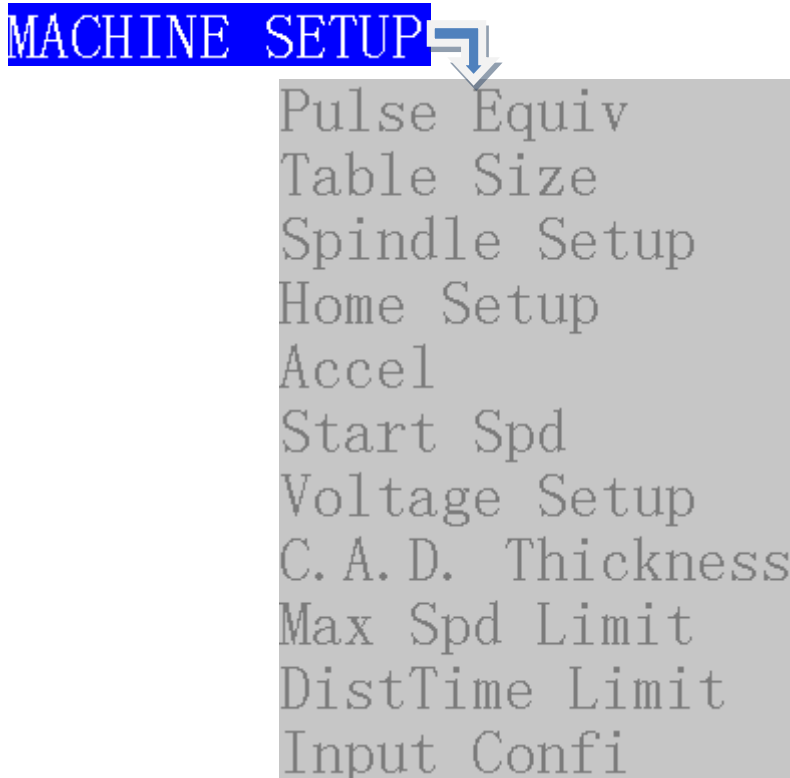 MACHINE SETUP
Pulse Equiv
Table Size
Spindle Setup
Home Setup
Accel
Start Spd
Voltage Setup
C.A.D. Thickness
Max Spd Limit
DistTime Limit
Input Confi